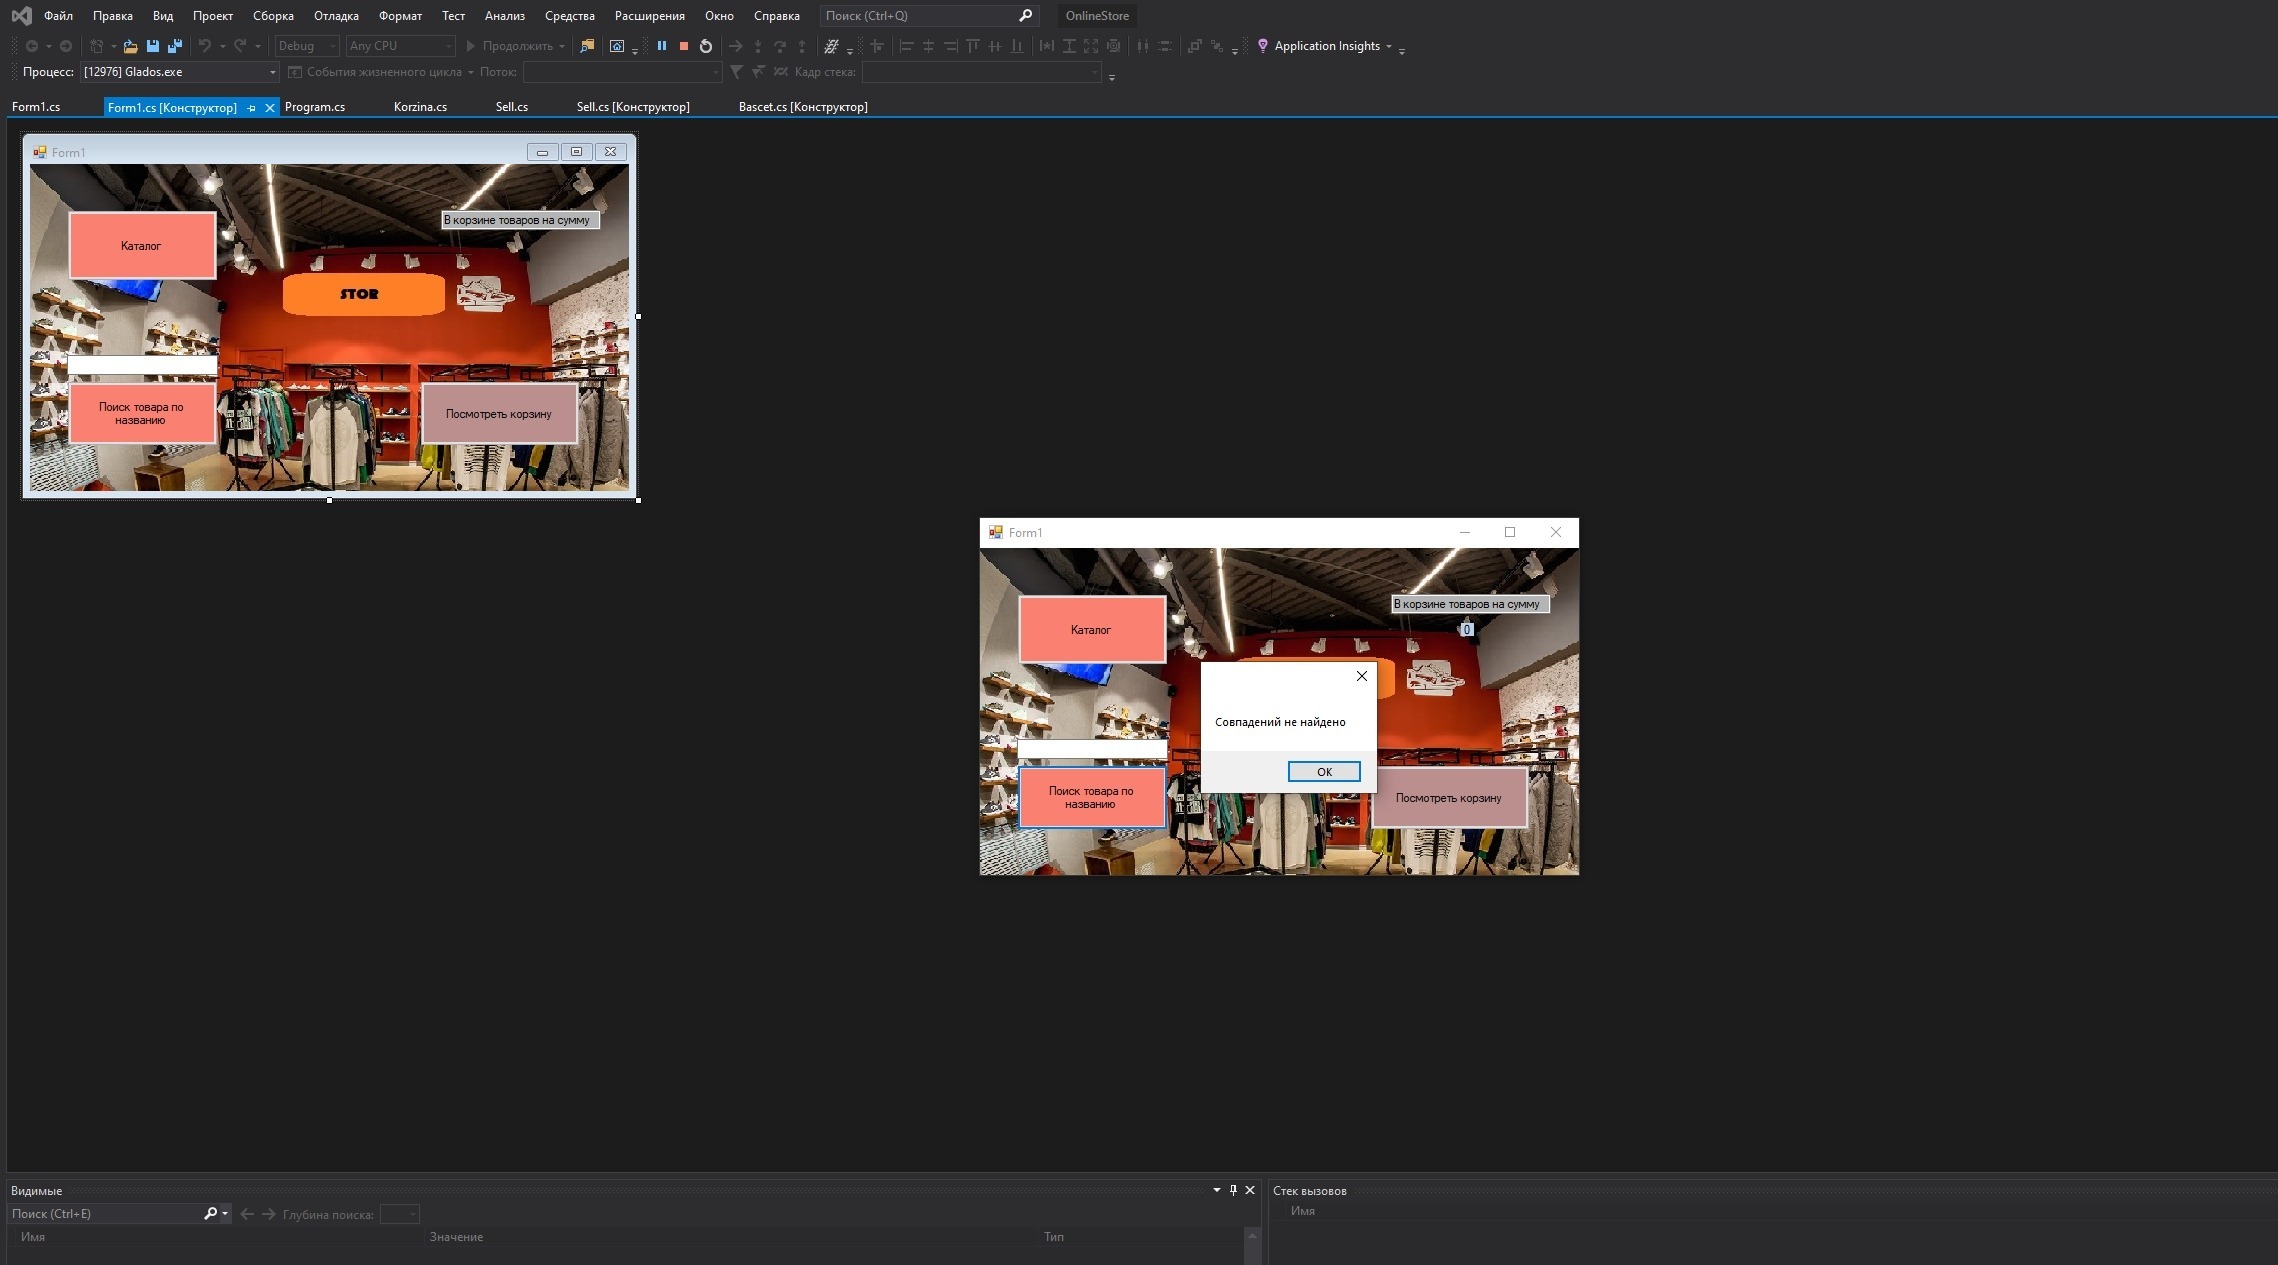 Файл Правка Вид Проект Сборка Отладка Формат Тест Анализ Средства Расширения Окно Справка Поиск (Ctrl+Q) OnlineStore
Debug Any CPU Продолжить Application Insights
Процесс: [12976] Glados.exe События жизненного цикла Поток: Кадр стека:
Form1.cs Form1.cs [Конструктор] Program.cs Korzina.cs Sell.cs Sell.cs [Конструктор] Bascet.cs [Конструктор]
Form1
В корзине товаров на сумму
Каталог
STOR
Поиск товара по
названию
Посмотреть корзину
Form1
В корзине товаров на сумму
Каталог
0
Совпадений не найдено
OK
Поиск товара по
названию
Посмотреть корзину
Видимые
Поиск (Ctrl+E) Глубина поиска:
Имя Значение Тип
Стек вызовов
Имя